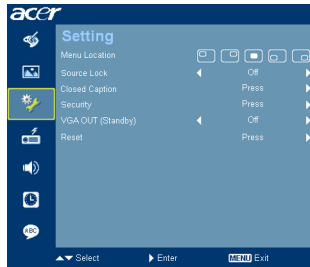 acer
Setting
Menu Location
Source Lock Off
Closed Caption Press
Security Press
VGA OUT (Standby) Off
Reset Press
ABC
Select Enter MENU Exit